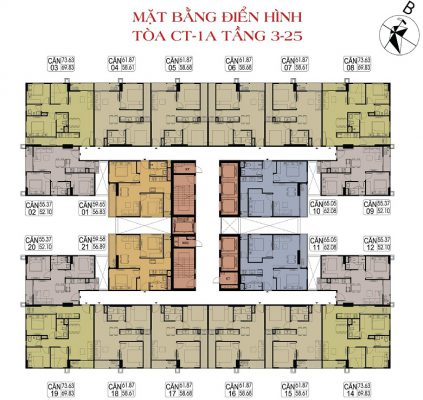 MẶT BẰNG ĐIỂN HÌNH
TÒA CT-1A TẦNG 3-25
B
CĂN 03 73.63 69.83
CĂN 04 61.87 58.61
CĂN 05 61.87 58.68
CĂN 06 61.87 58.68
CĂN 07 61.87 58.61
CĂN 08 73.63 69.83
CĂN 02 55.37 52.10
CĂN 01 59.65 56.83
CĂN 10 65.05 62.08
CĂN 09 55.37 52.10
CĂN 20 55.37 52.10
CĂN 21 59.58 56.89
CĂN 11 65.05 62.08
CĂN 12 55.37 52.10
CĂN 19 73.63 69.83
CĂN 18 61.87 58.61
CĂN 17 61.87 58.68
CĂN 16 61.87 58.68
CĂN 15 61.87 58.61
CĂN 14 73.63 69.83